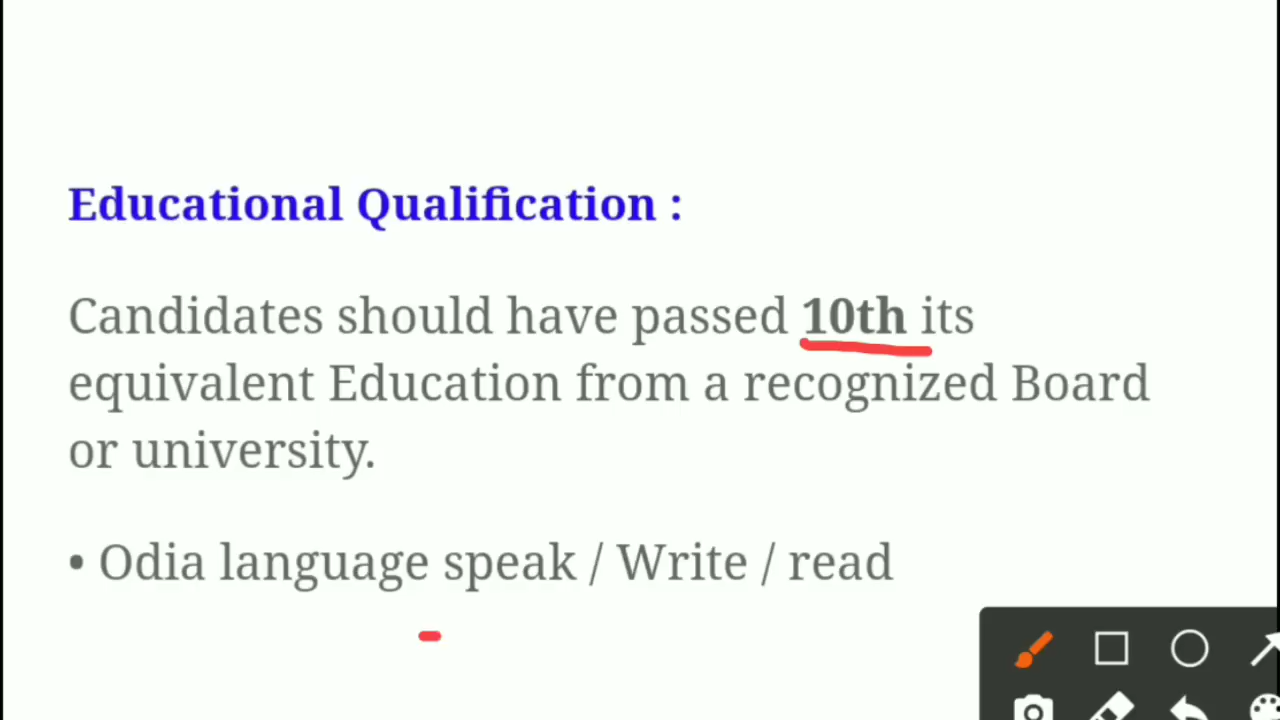 Educational Qualification :
Candidates should have passed 10th its
equivalent Education from a recognized Board
or university.
• Odia language speak / Write / read